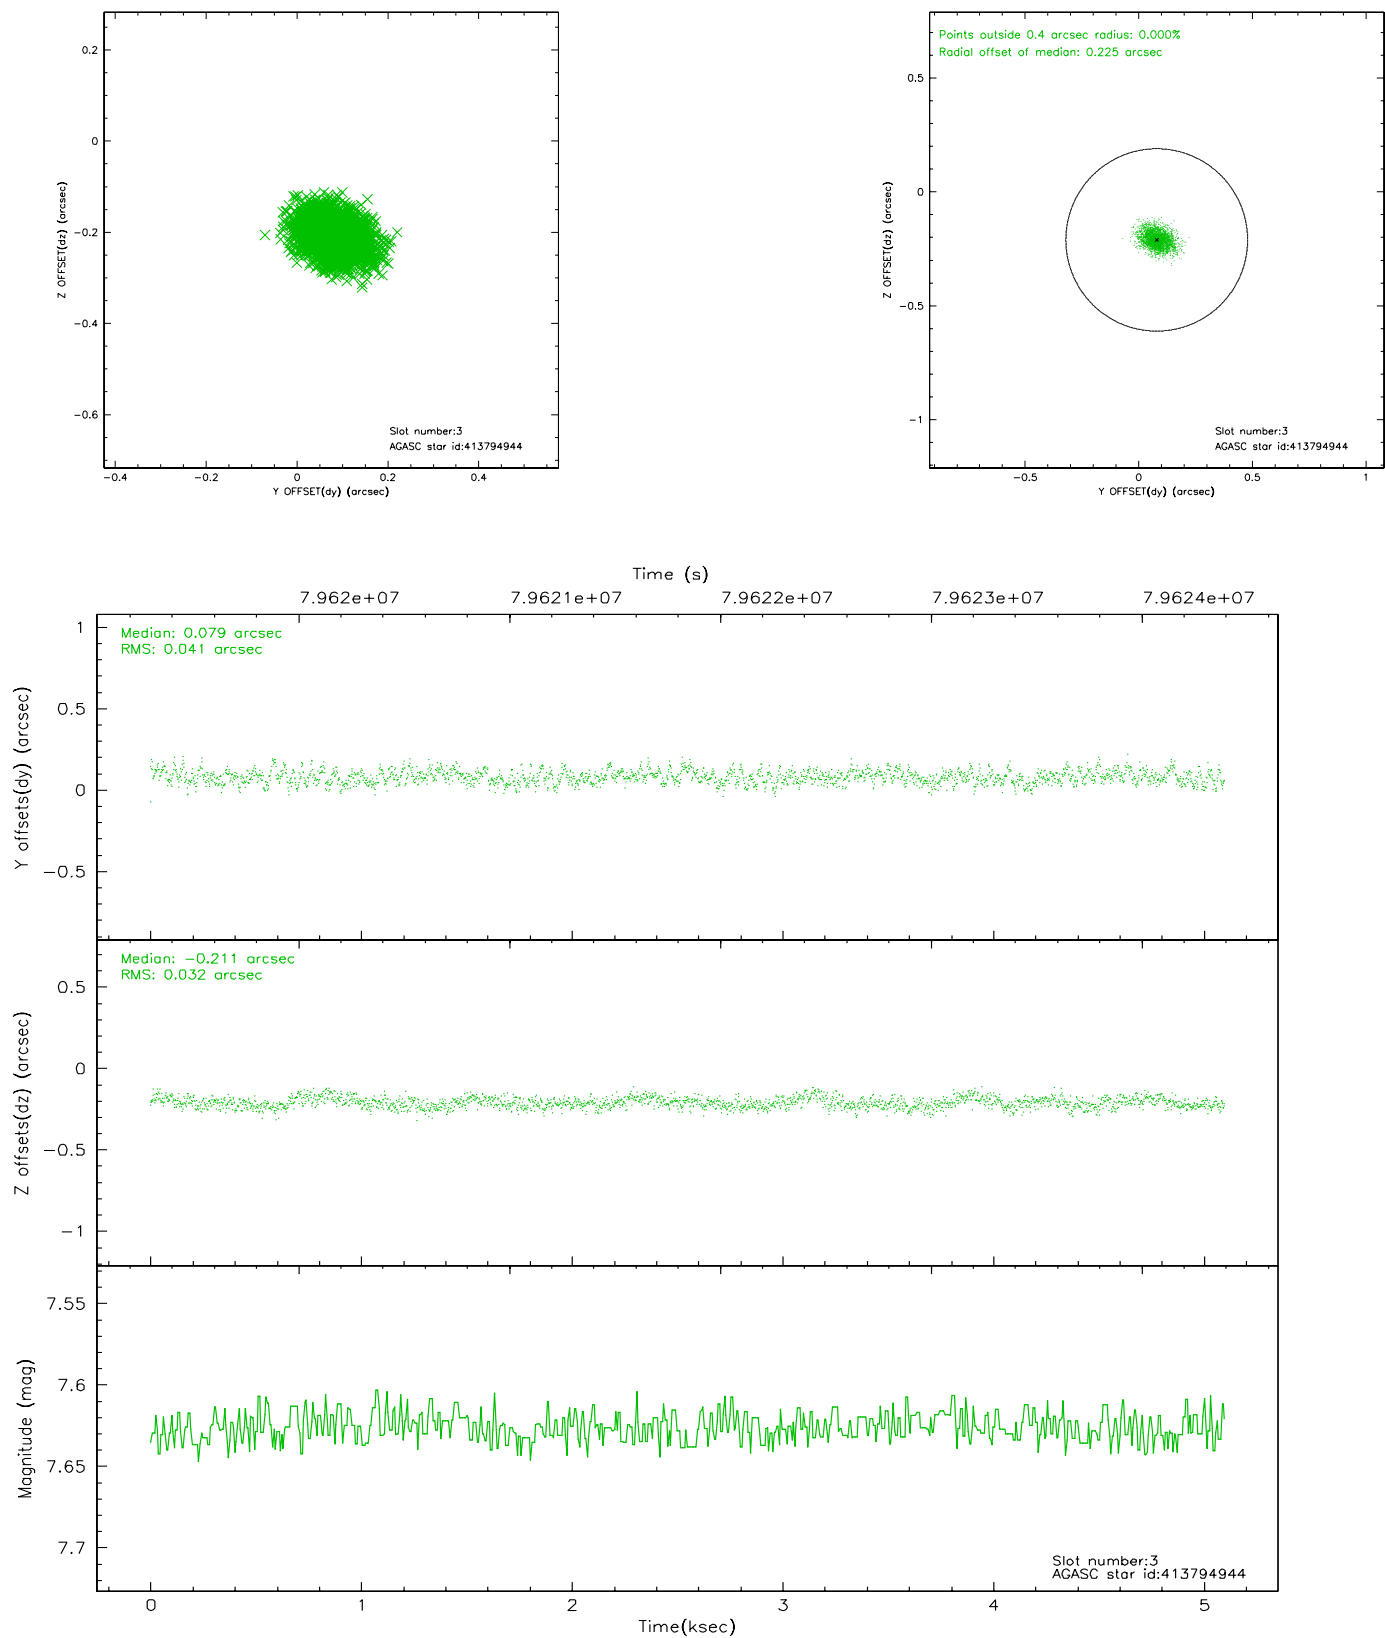 0.2
0
−0.2
−0.4
−0.6
Z OFFSET(dz) (arcsec)
Slot number:3
AGASC star id:413794944
−0.4
−0.2
0
0.2
0.4
Y OFFSET(dy) (arcsec)
Points outside 0.4 arcsec radius: 0.000%
Radial offset of median: 0.225 arcsec
0.5
0
−0.5
−1
Z OFFSET(dz) (arcsec)
Slot number:3
AGASC star id:413794944
−0.5
0
0.5
1
Y OFFSET(dy) (arcsec)
Time (s)
7.962e+07
7.9621e+07
7.9622e+07
7.9623e+07
7.9624e+07
Median: 0.079 arcsec
RMS: 0.041 arcsec
1
0.5
0
−0.5
Y offsets(dy) (arcsec)
Median: −0.211 arcsec
RMS: 0.032 arcsec
0.5
0
−0.5
−1
Z offsets(dz) (arcsec)
7.55
7.6
7.65
7.7
Magnitude (mag)
Slot number:3
AGASC star id:413794944
0
1
2
3
4
5
Time(ksec)